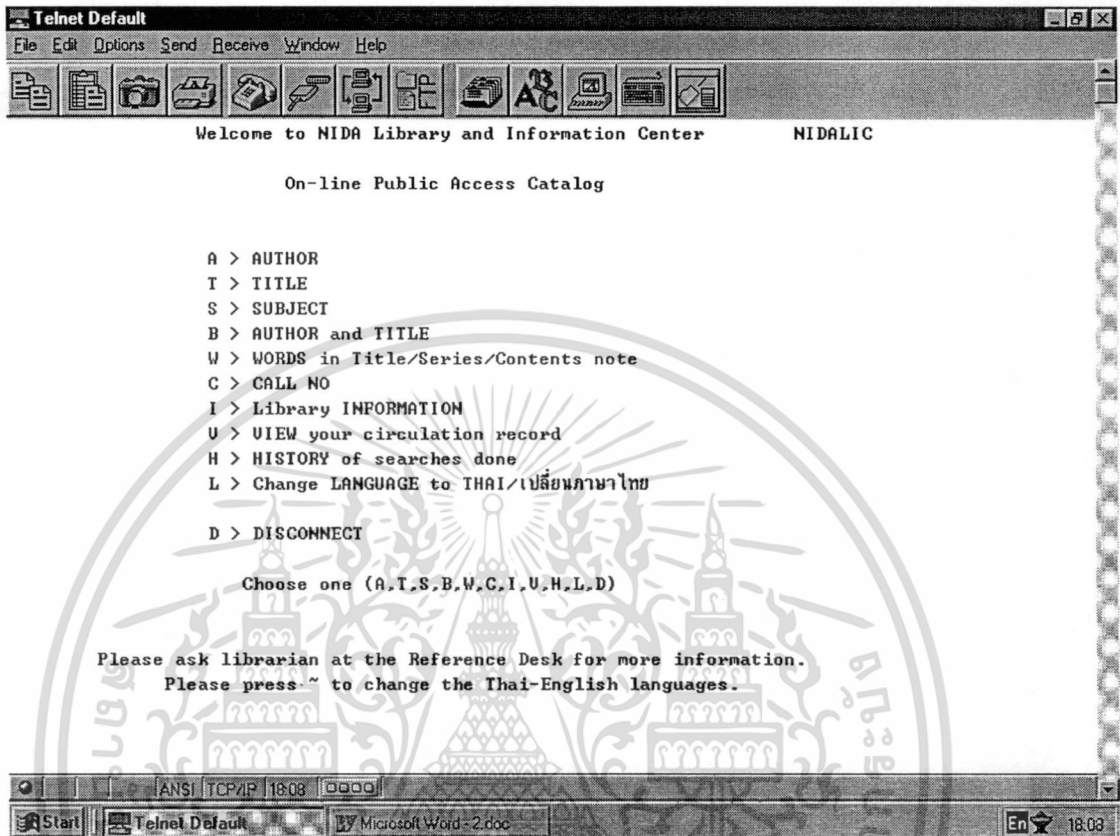 Telnet Default
File Edit Options Send Receive Window Help
Welcome to NIDA Library and Information Center NIDALIC
On-line Public Access Catalog
A > AUTHOR
T > TITLE
S > SUBJECT
B > AUTHOR and TITLE
W > WORDS in Title/Series/Contents note
C > CALL NO
I > Library INFORMATION
V > VIEW your circulation record
H > HISTORY of searches done
L > Change LANGUAGE to THAI/เปลี่ยนภาษาไทย
D > DISCONNECT
Choose one (A,T,S,B,W,C,I,V,H,L,D)
Please ask librarian at the Reference Desk for more information.
Please press ~ to change the Thai-English languages.
ANSI TCP/IP 18:08
Start Telnet Default Microsoft Word - 2.doc En 18:08